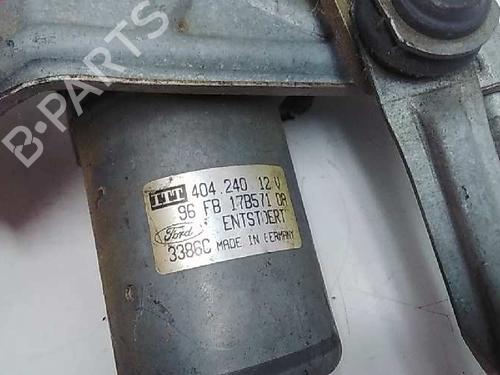 B-PARTS
ITT 404.240 12 V
96 FB 17B571 DA
Ford ENTSTOERT
3386C MADE IN GERMANY